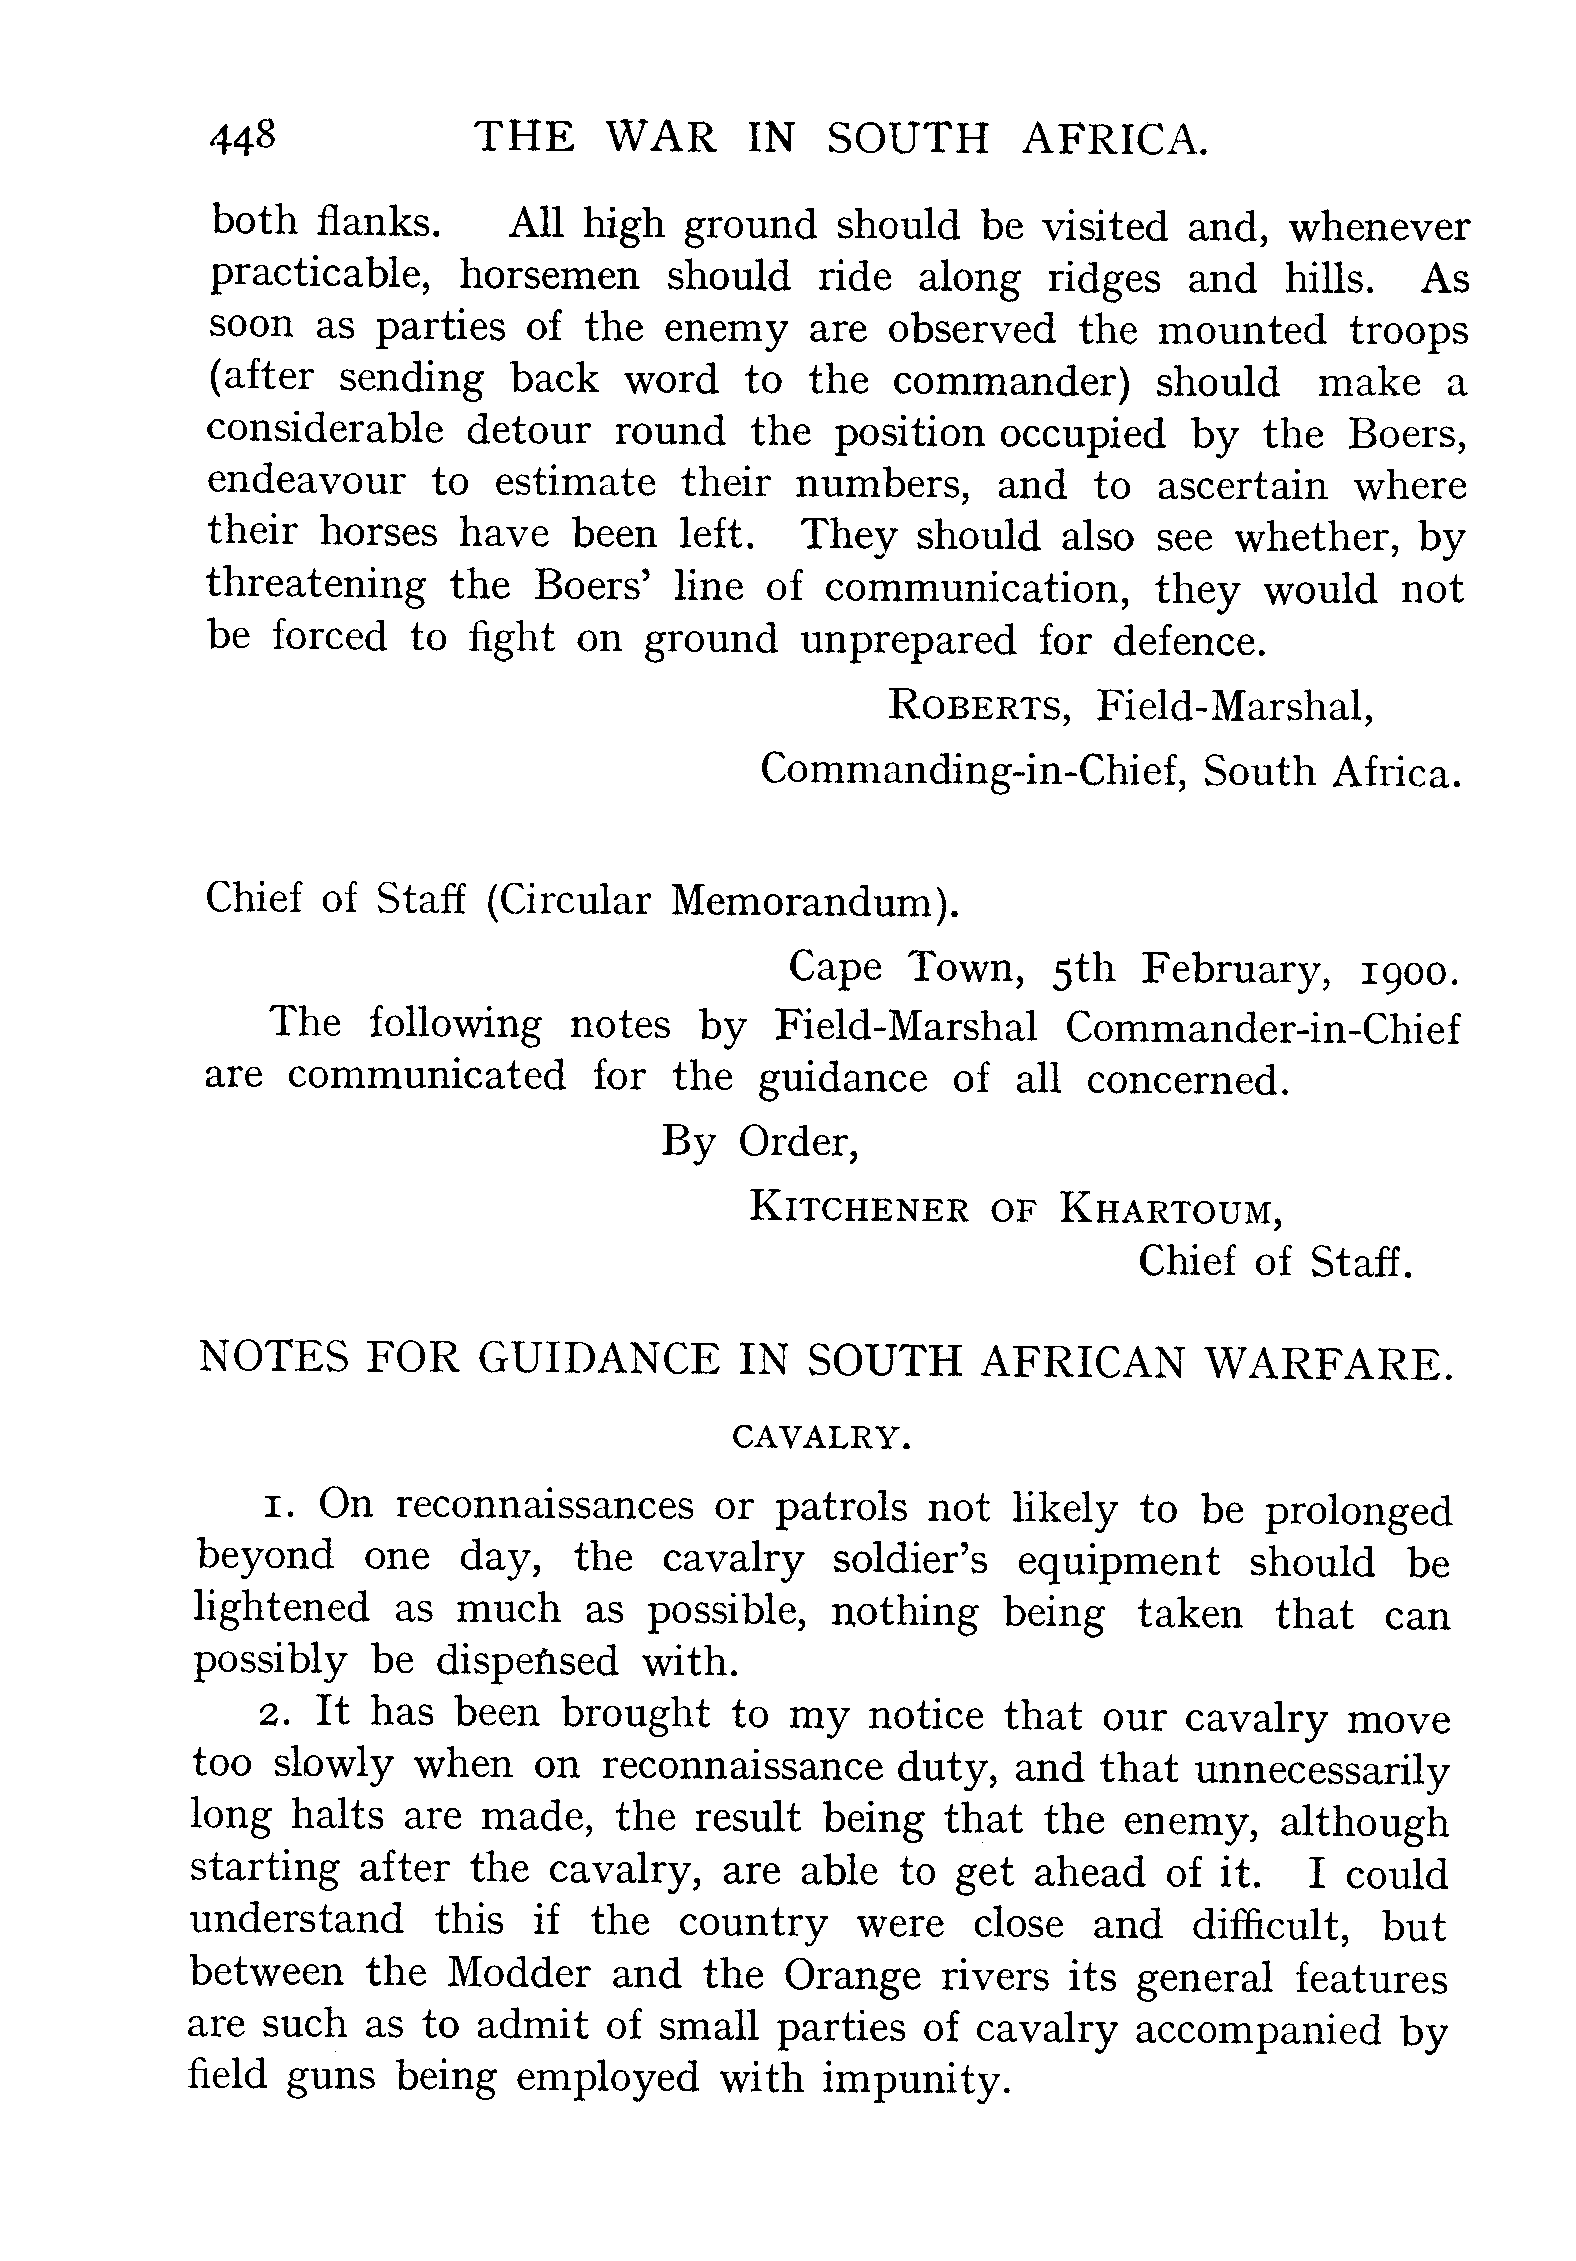 448 THE WAR IN SOUTH AFRICA.
both flanks. All high ground should be visited and, whenever
practicable, horsemen should ride along ridges and hills. As
soon as parties of the enemy are observed the mounted troops
(after sending back word to the commander) should make a
considerable detour round the position occupied by the Boers,
endeavour to estimate their numbers, and to ascertain where
their horses have been left. They should also see whether, by
threatening the Boers' line of communication, they would not
be forced to fight on ground unprepared for defence.
ROBERTS, Field-Marshal,
Commanding-in-Chief, South Africa.
Chief of Staff (Circular Memorandum).
Cape Town, 5th February, 1900.
The following notes by Field-Marshal Commander-in-Chief
are communicated for the guidance of all concerned.
By Order,
KITCHENER OF KHARTOUM,
Chief of Staff.
NOTES FOR GUIDANCE IN SOUTH AFRICAN WARFARE.
CAVALRY.
1. On reconnaissances or patrols not likely to be prolonged
beyond one day, the cavalry soldier's equipment should be
lightened as much as possible, nothing being taken that can
possibly be dispensed with.
2. It has been brought to my notice that our cavalry move
too slowly when on reconnaissance duty, and that unnecessarily
long halts are made, the result being that the enemy, although
starting after the cavalry, are able to get ahead of it. I could
understand this if the country were close and difficult, but
between the Modder and the Orange rivers its general features
are such as to admit of small parties of cavalry accompanied by
field guns being employed with impunity.